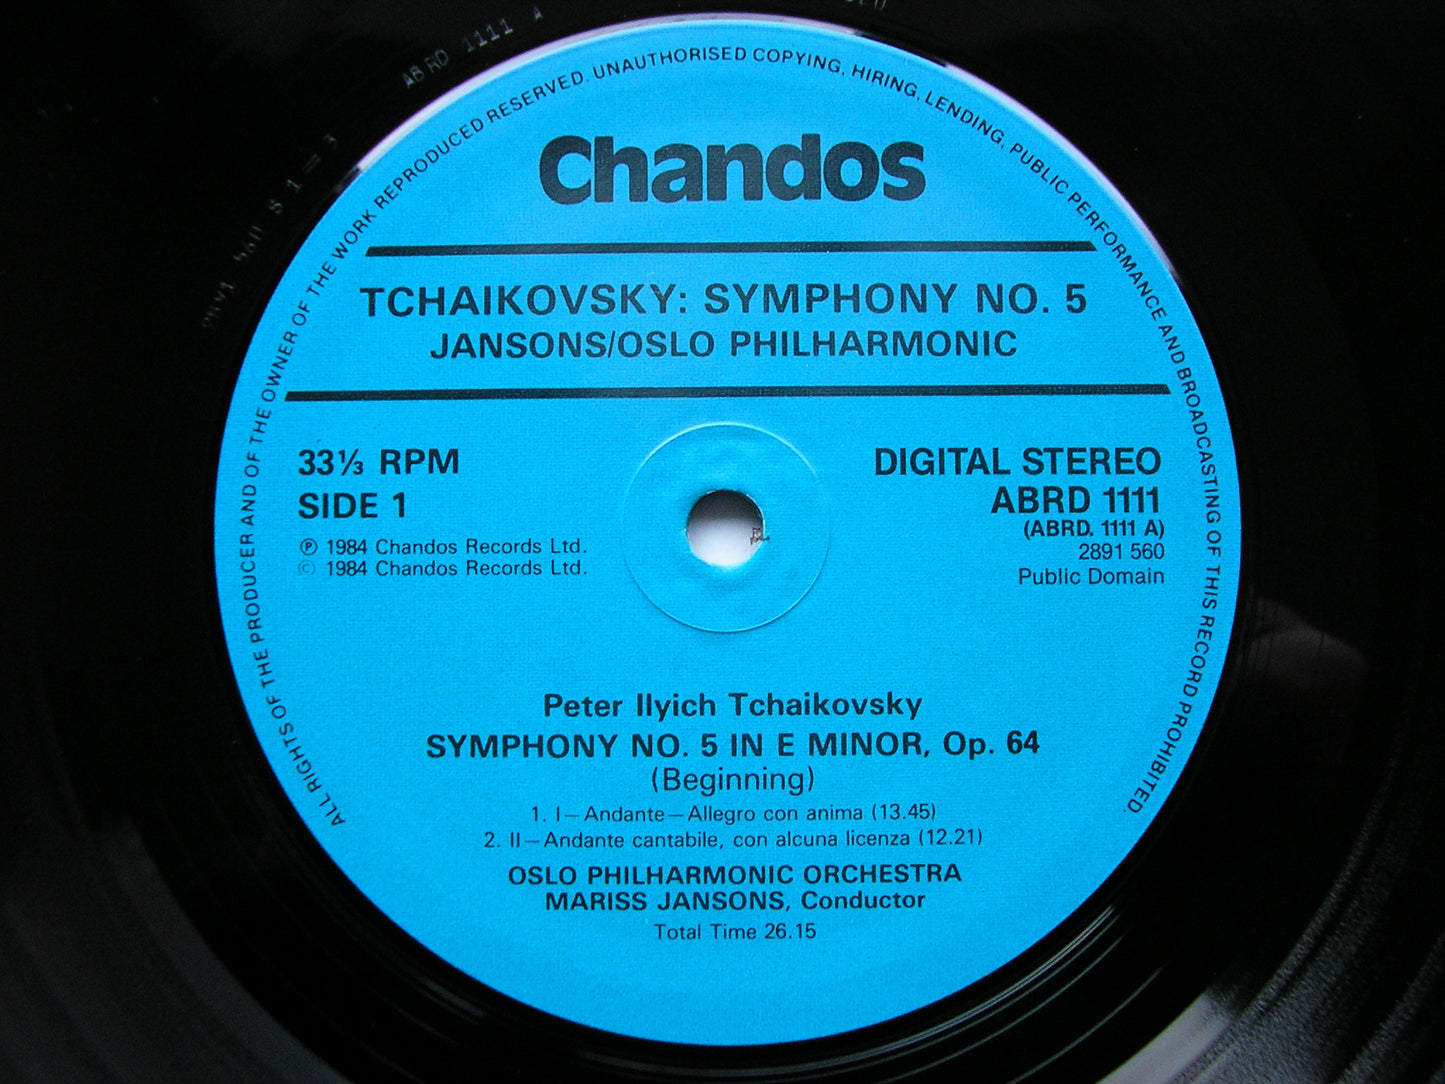 ABRD 1111 A
ALL RIGHTS OF THE PRODUCER AND OF THE OWNER OF THE WORK REPRODUCED RESERVED. UNAUTHORISED COPYING, HIRING, LENDING, PUBLIC PERFORMANCE AND BROADCASTING OF THIS RECORD PROHIBITED.
Chandos
TCHAIKOVSKY: SYMPHONY NO. 5
JANSONS/OSLO PHILHARMONIC
33⅓ RPM
SIDE 1
℗ 1984 Chandos Records Ltd.
© 1984 Chandos Records Ltd.
DIGITAL STEREO
ABRD 1111
(ABRD. 1111 A)
2891 560
Public Domain
Peter Ilyich Tchaikovsky
SYMPHONY NO. 5 IN E MINOR, Op. 64
(Beginning)
1. I—Andante—Allegro con anima (13.45)
2. II—Andante cantabile, con alcuna licenza (12.21)
OSLO PHILHARMONIC ORCHESTRA
MARISS JANSONS, Conductor
Total Time 26.15